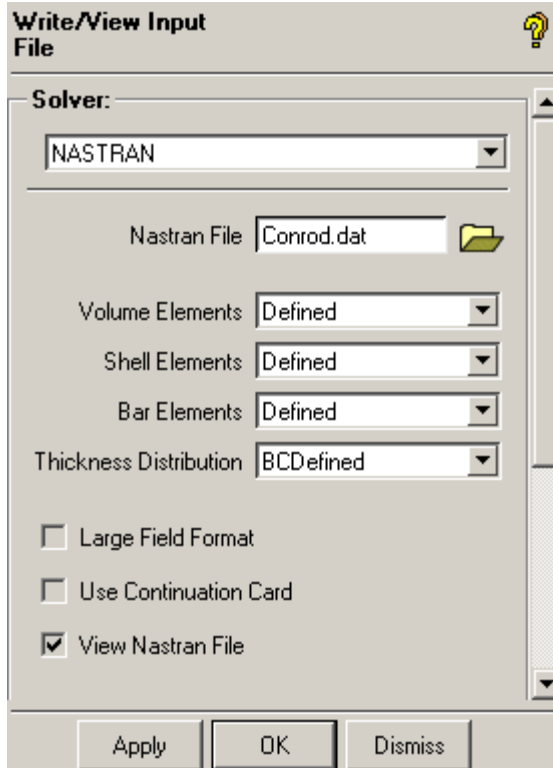 Write/View Input
File
Solver:
NASTRAN
Nastran File Conrod.dat
Volume Elements Defined
Shell Elements Defined
Bar Elements Defined
Thickness Distribution BCDefined
Large Field Format
Use Continuation Card
View Nastran File
Apply OK Dismiss